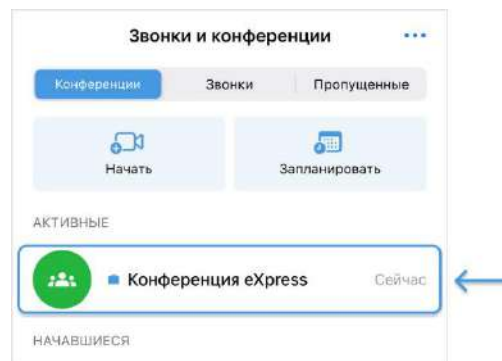 Звонки и конференции
Конференции Звонки Пропущенные
Начать Запланировать
АКТИВНЫЕ
Конференция eXpress Сейчас
НАЧАВШИЕСЯ